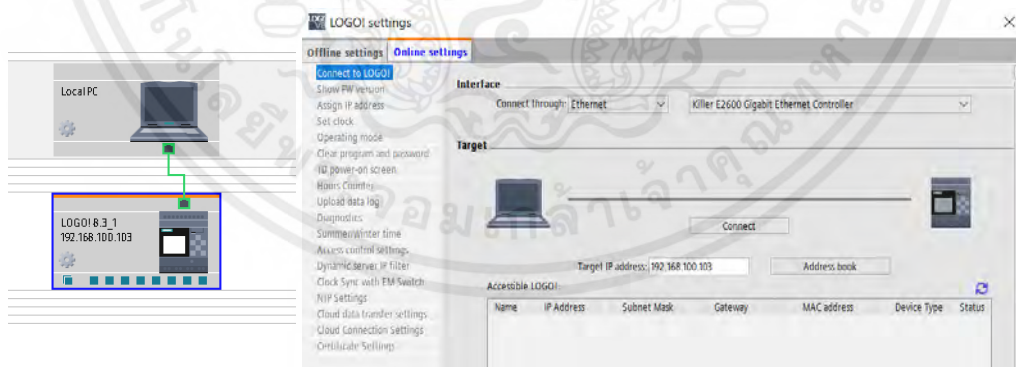 Local PC
LOGO! 8.3_1
192.168.100.103
LOGO! settings
Offline settings Online settings
Connect to LOGO!
Show FW version
Assign IP address
Set clock
Operating mode
Clear program and password
TD power-on screen
Hours Counter
Upload data log
Diagnostics
Summer/Winter time
Access control settings
Dynamic server IP filter
Clock Sync with EM Switch
NTP Settings
Cloud data transfer settings
Cloud Connection Settings
Certificate Settings
Interface
Connect through: Ethernet Killer E2600 Gigabit Ethernet Controller
Target
Connect
Target IP address: 192.168.100.103 Address book
Accessible LOGO!:
Name IP Address Subnet Mask Gateway MAC address Device Type Status